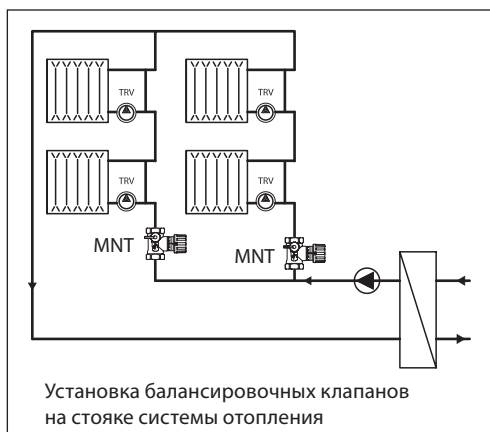 TRV
TRV
TRV
TRV
MNT
MNT
Установка балансировочных клапанов
на стояке системы отопления